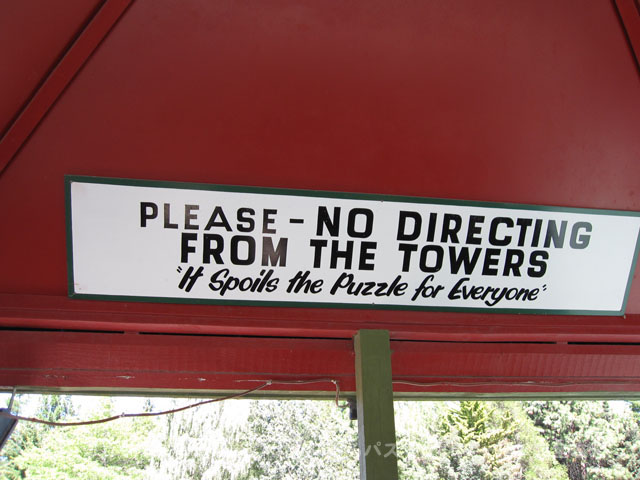 PLEASE - NO DIRECTING
FROM THE TOWERS
"It Spoils the Puzzle for Everyone"